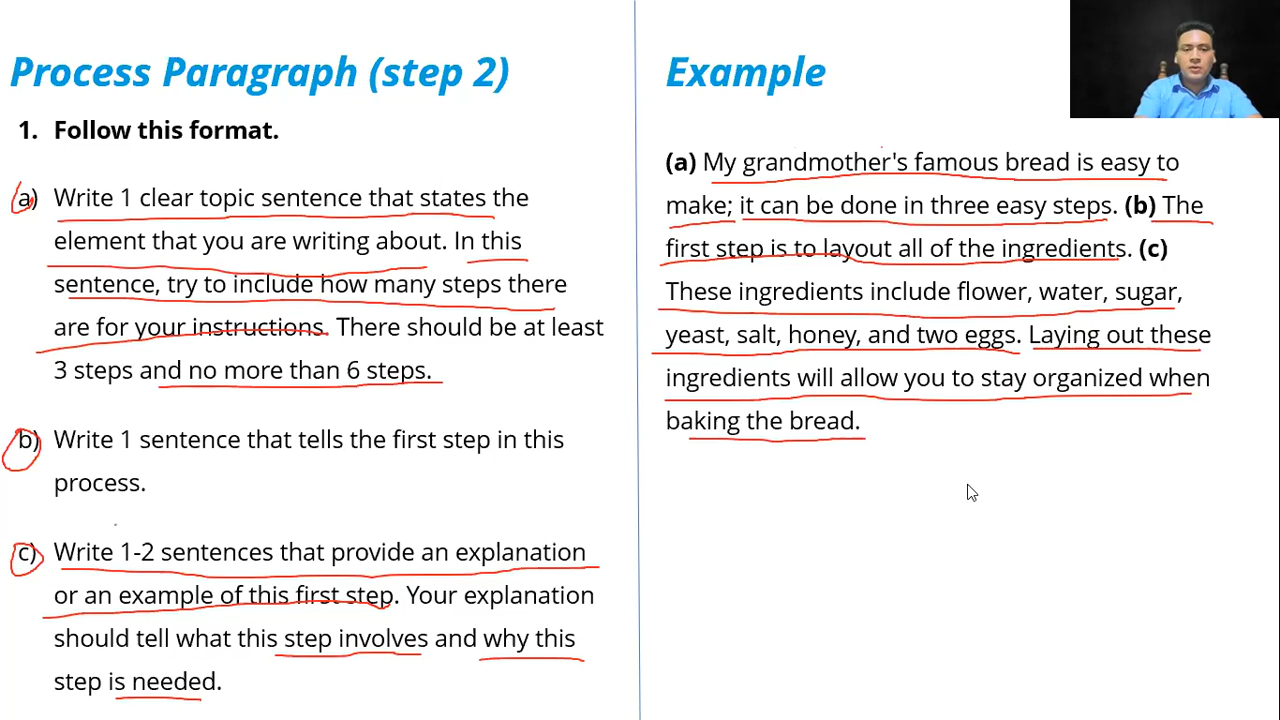 Process Paragraph (step 2)
1. Follow this format.
a) Write 1 clear topic sentence that states the
element that you are writing about. In this
sentence, try to include how many steps there
are for your instructions. There should be at least
3 steps and no more than 6 steps.
b) Write 1 sentence that tells the first step in this
process.
c) Write 1-2 sentences that provide an explanation
or an example of this first step. Your explanation
should tell what this step involves and why this
step is needed.
Example
(a) My grandmother's famous bread is easy to
make; it can be done in three easy steps. (b) The
first step is to layout all of the ingredients. (c)
These ingredients include flower, water, sugar,
yeast, salt, honey, and two eggs. Laying out these
ingredients will allow you to stay organized when
baking the bread.